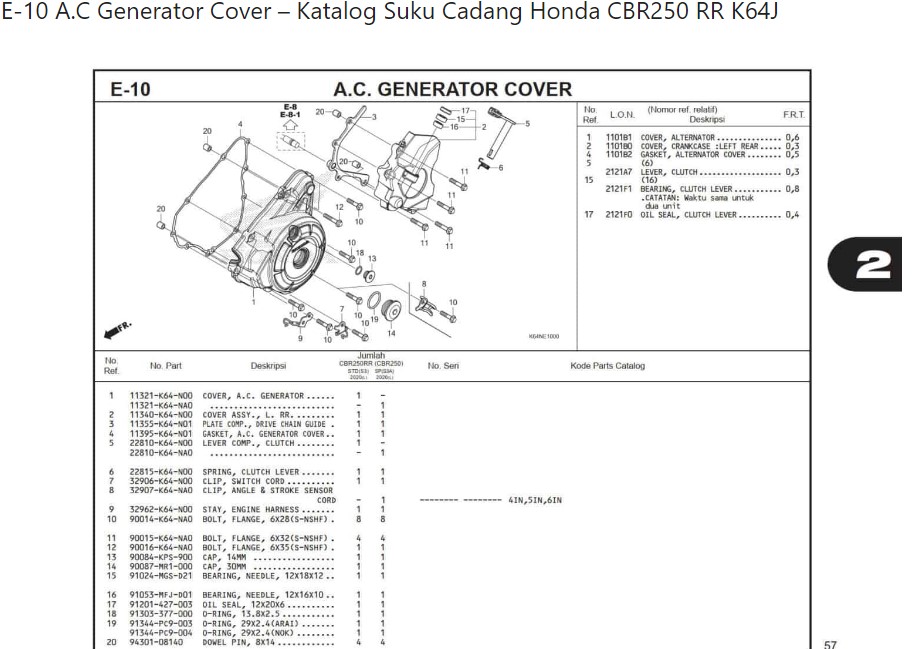 E-10 A.C Generator Cover – Katalog Suku Cadang Honda CBR250 RR K64J
E-10 A.C. GENERATOR COVER
E-8
E-8-1
20
4
20
3
17
15
16
2
5
6
20
11
11
11
11
12
10
20
10
18
13
1
10
9
10
7
10
10
19
14
8
10
FR.
K64NE1000
No. Ref. L.O.N. (Nomor ref. relatif) Deskripsi F.R.T.
1 1101B1 COVER, ALTERNATOR............... 0,6
2 1101B0 COVER, CRANKCASE :LEFT REAR..... 0,3
4 1101B2 GASKET, ALTERNATOR COVER........ 0,5
5 (6)
2121A7 LEVER, CLUTCH................... 0,3
15 (16)
2121F1 BEARING, CLUTCH LEVER........... 0,8
.CATATAN: Waktu sama untuk
dua unit
17 2121F0 OIL SEAL, CLUTCH LEVER.......... 0,4
2
No. Ref. No. Part Deskripsi Jumlah No. Seri Kode Parts Catalog
CBR250RR (CBR250)
1 11321-K64-N00 COVER, A.C. GENERATOR ...... 1 –
11321-K64-NA0 ........................ – 1
2 11340-K64-N00 COVER ASSY., L. RR. ........ 1 1
3 11355-K64-N01 PLATE COMP., DRIVE CHAIN GUIDE . 1 1
4 11395-K64-N01 GASKET, A.C. GENERATOR COVER.. 1 1
5 22810-K64-N00 LEVER COMP., CLUTCH ........ 1 –
22810-K64-NA0 ........................ – 1
6 22815-K64-N00 SPRING, CLUTCH LEVER ....... 1 1
7 32906-K64-N00 CLIP, SWITCH CORD .......... 1 1
8 32907-K64-NA0 CLIP, ANGLE & STROKE SENSOR
CORD – 1 -------- -------- 4IN,5IN,6IN
9 32962-K64-N00 STAY, ENGINE HARNESS ....... 1 1
10 90014-K64-NA0 BOLT, FLANGE, 6X28(S-NSHF) . 8 8
11 90015-K64-NA0 BOLT, FLANGE, 6X32(S-NSHF) . 4 4
12 90016-K64-NA0 BOLT, FLANGE, 6X35(S-NSHF) . 1 1
13 90084-KPS-900 CAP, 14MM ................ 1 1
14 90087-MR1-000 CAP, 30MM ................ 1 1
15 91024-MGS-D21 BEARING, NEEDLE, 12X18X12 .. 1 1
16 91053-MFJ-D01 BEARING, NEEDLE, 12X16X10 .. 1 1
17 91201-427-003 OIL SEAL, 12X20X6 .......... 1 1
18 91303-377-000 O-RING, 13.8X2.5 ........... 1 1
19 91344-PC9-003 O-RING, 29X2.4(ARAI) ....... 1 1
91344-PC9-004 O-RING, 29X2.4(NOK) ........ 1 1
20 94301-08140 DOWEL PIN, 8X14 ............ 4 4
57